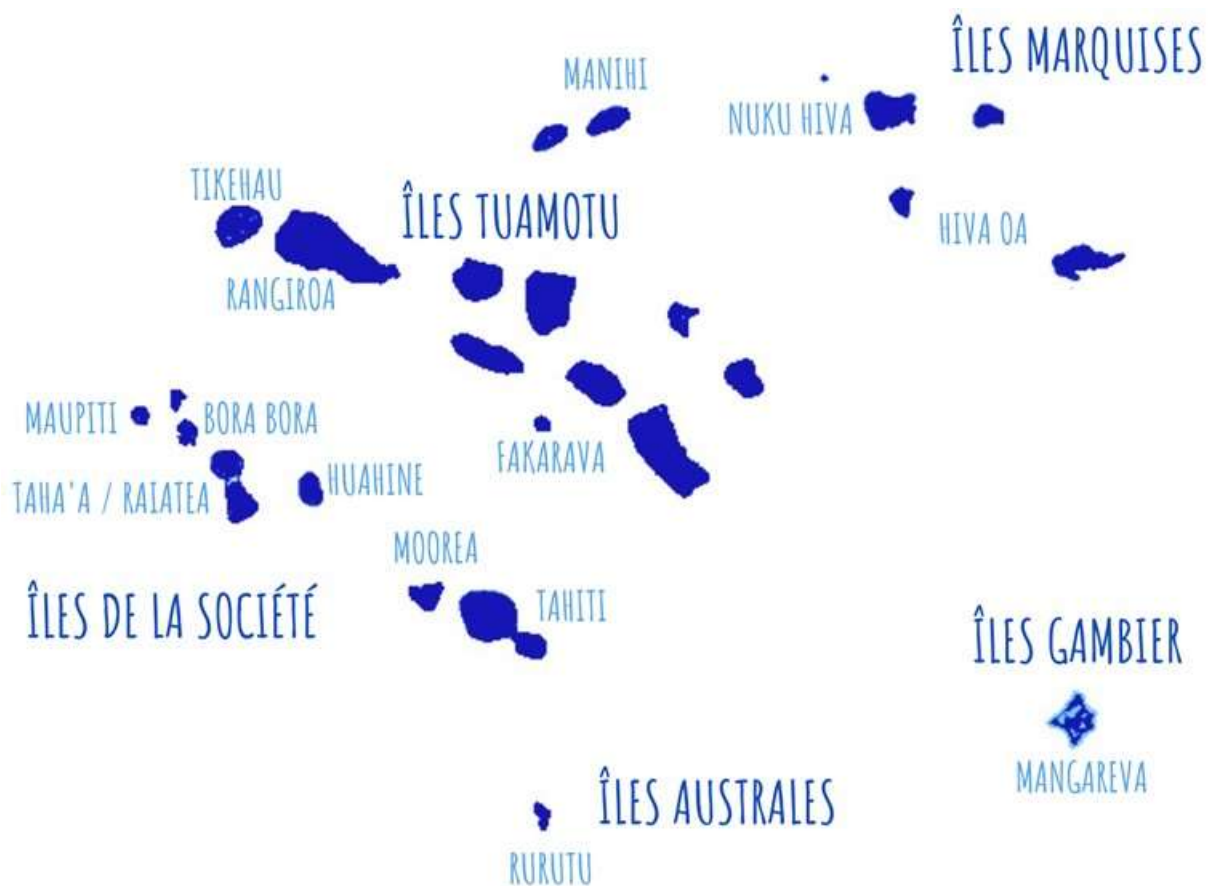 ÎLES MARQUISES
MANIHI
NUKU HIVA
TIKEHAU
ÎLES TUAMOTU
HIVA OA
RANGIROA
MAUPITI
BORA BORA
FAKARAVA
TAHA'A / RAIATEA
HUAHINE
MOOREA
ÎLES DE LA SOCIÉTÉ
TAHITI
ÎLES GAMBIER
MANGAREVA
ÎLES AUSTRALES
RURUTU